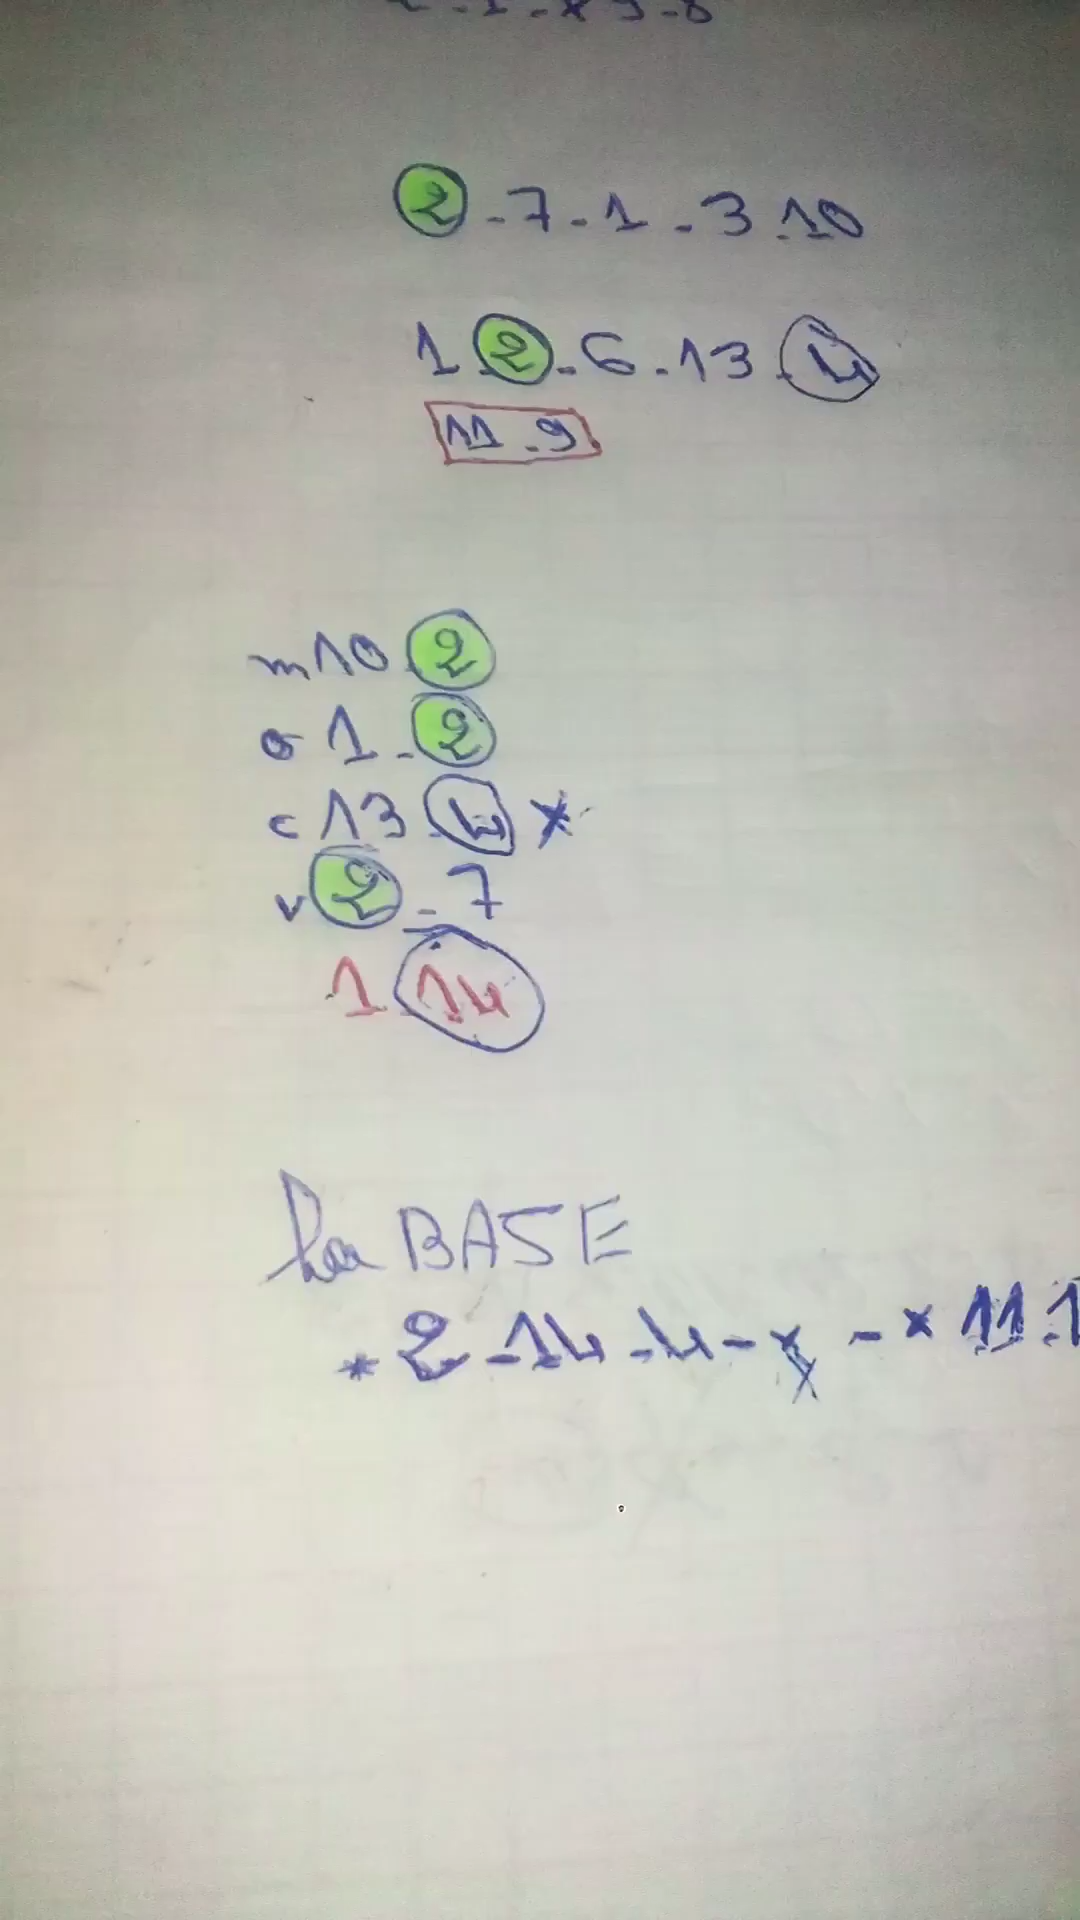 2 - 7 - 1 - 3 . 10
1 . 2 - 6 - 13 . 4
11 - 9
m 10 . 2
o 1 - 2
c 13 . 4 *
v 2 - 7
1 . 14
La BASE
* 2 - 14 - 4 - x - x 11 . 1